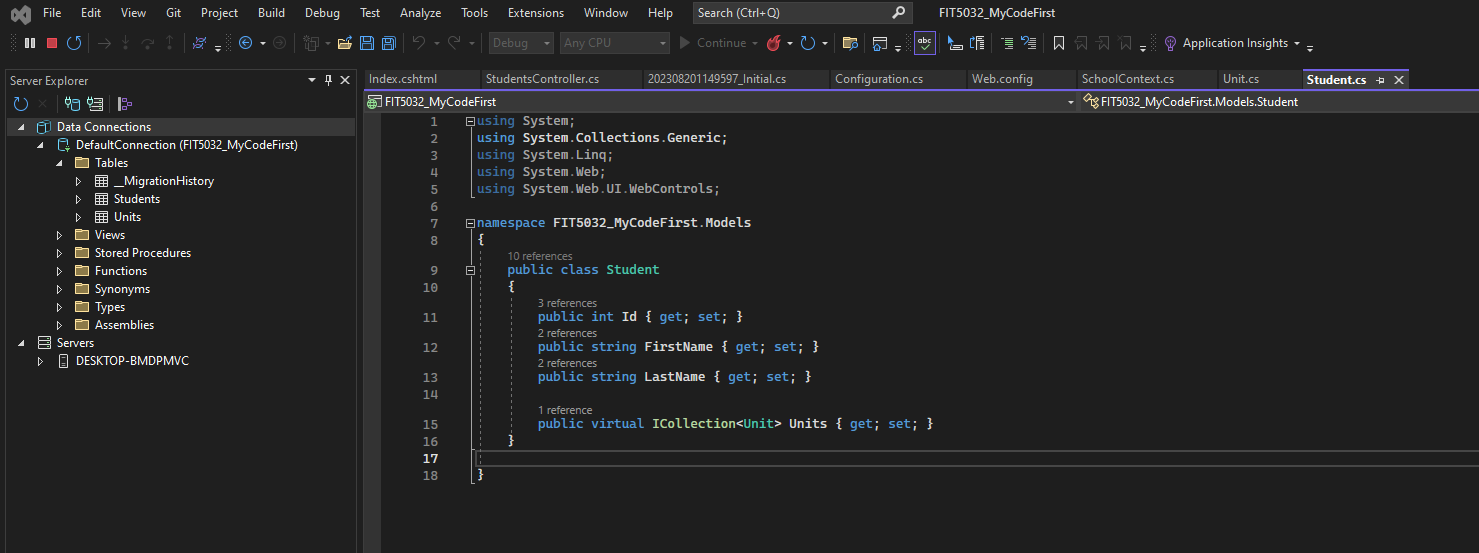 File Edit View Git Project Build Debug Test Analyze Tools Extensions Window Help Search (Ctrl+Q) FIT5032_MyCodeFirst
Debug Any CPU Continue abc Application Insights
Server Explorer
Data Connections
DefaultConnection (FIT5032_MyCodeFirst)
Tables
__MigrationHistory
Students
Units
Views
Stored Procedures
Functions
Synonyms
Types
Assemblies
Servers
DESKTOP-BMDPMVC
Index.cshtml StudentsController.cs 202308201149597_Initial.cs Configuration.cs Web.config SchoolContext.cs Unit.cs Student.cs
FIT5032_MyCodeFirst FIT5032_MyCodeFirst.Models.Student
1 using System;
2 using System.Collections.Generic;
3 using System.Linq;
4 using System.Web;
5 using System.Web.UI.WebControls;
6
7 namespace FIT5032_MyCodeFirst.Models
8 {
10 references
9 public class Student
10 {
3 references
11 public int Id { get; set; }
2 references
12 public string FirstName { get; set; }
2 references
13 public string LastName { get; set; }
14
1 reference
15 public virtual ICollection<Unit> Units { get; set; }
16 }
17
18 }